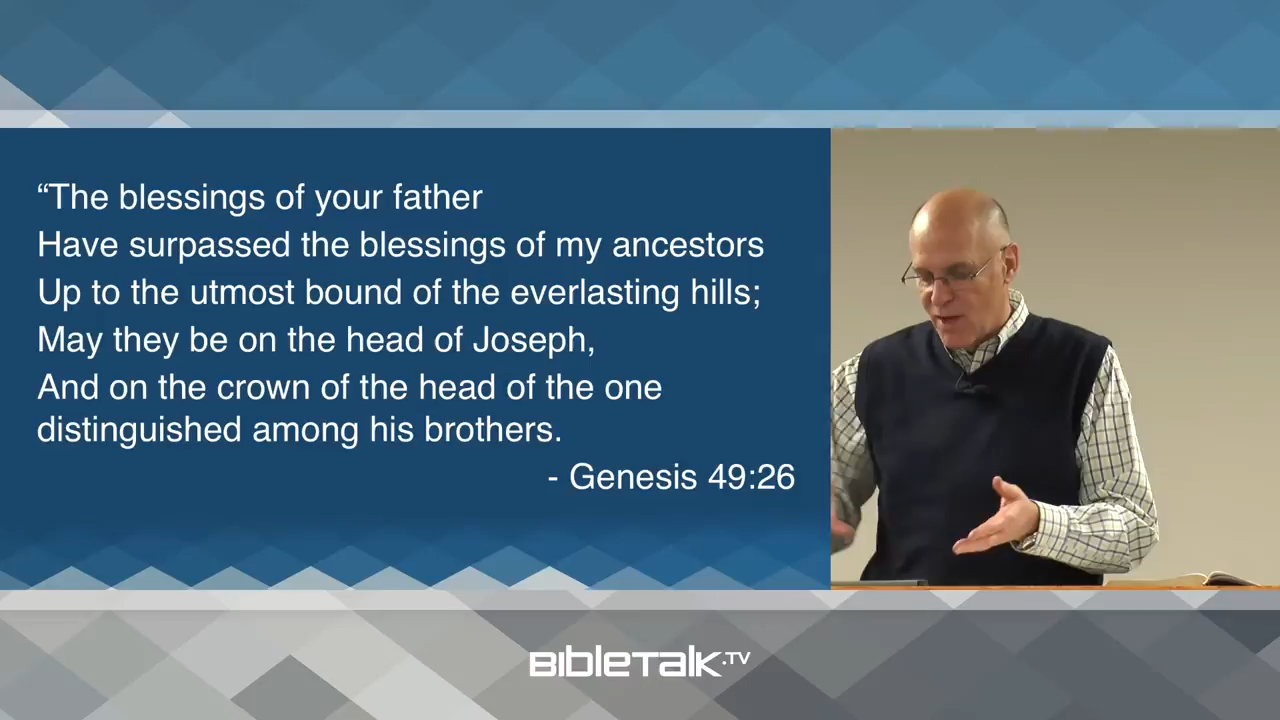 “The blessings of your father
Have surpassed the blessings of my ancestors
Up to the utmost bound of the everlasting hills;
May they be on the head of Joseph,
And on the crown of the head of the one
distinguished among his brothers.
- Genesis 49:26
BIBLETALK.TV